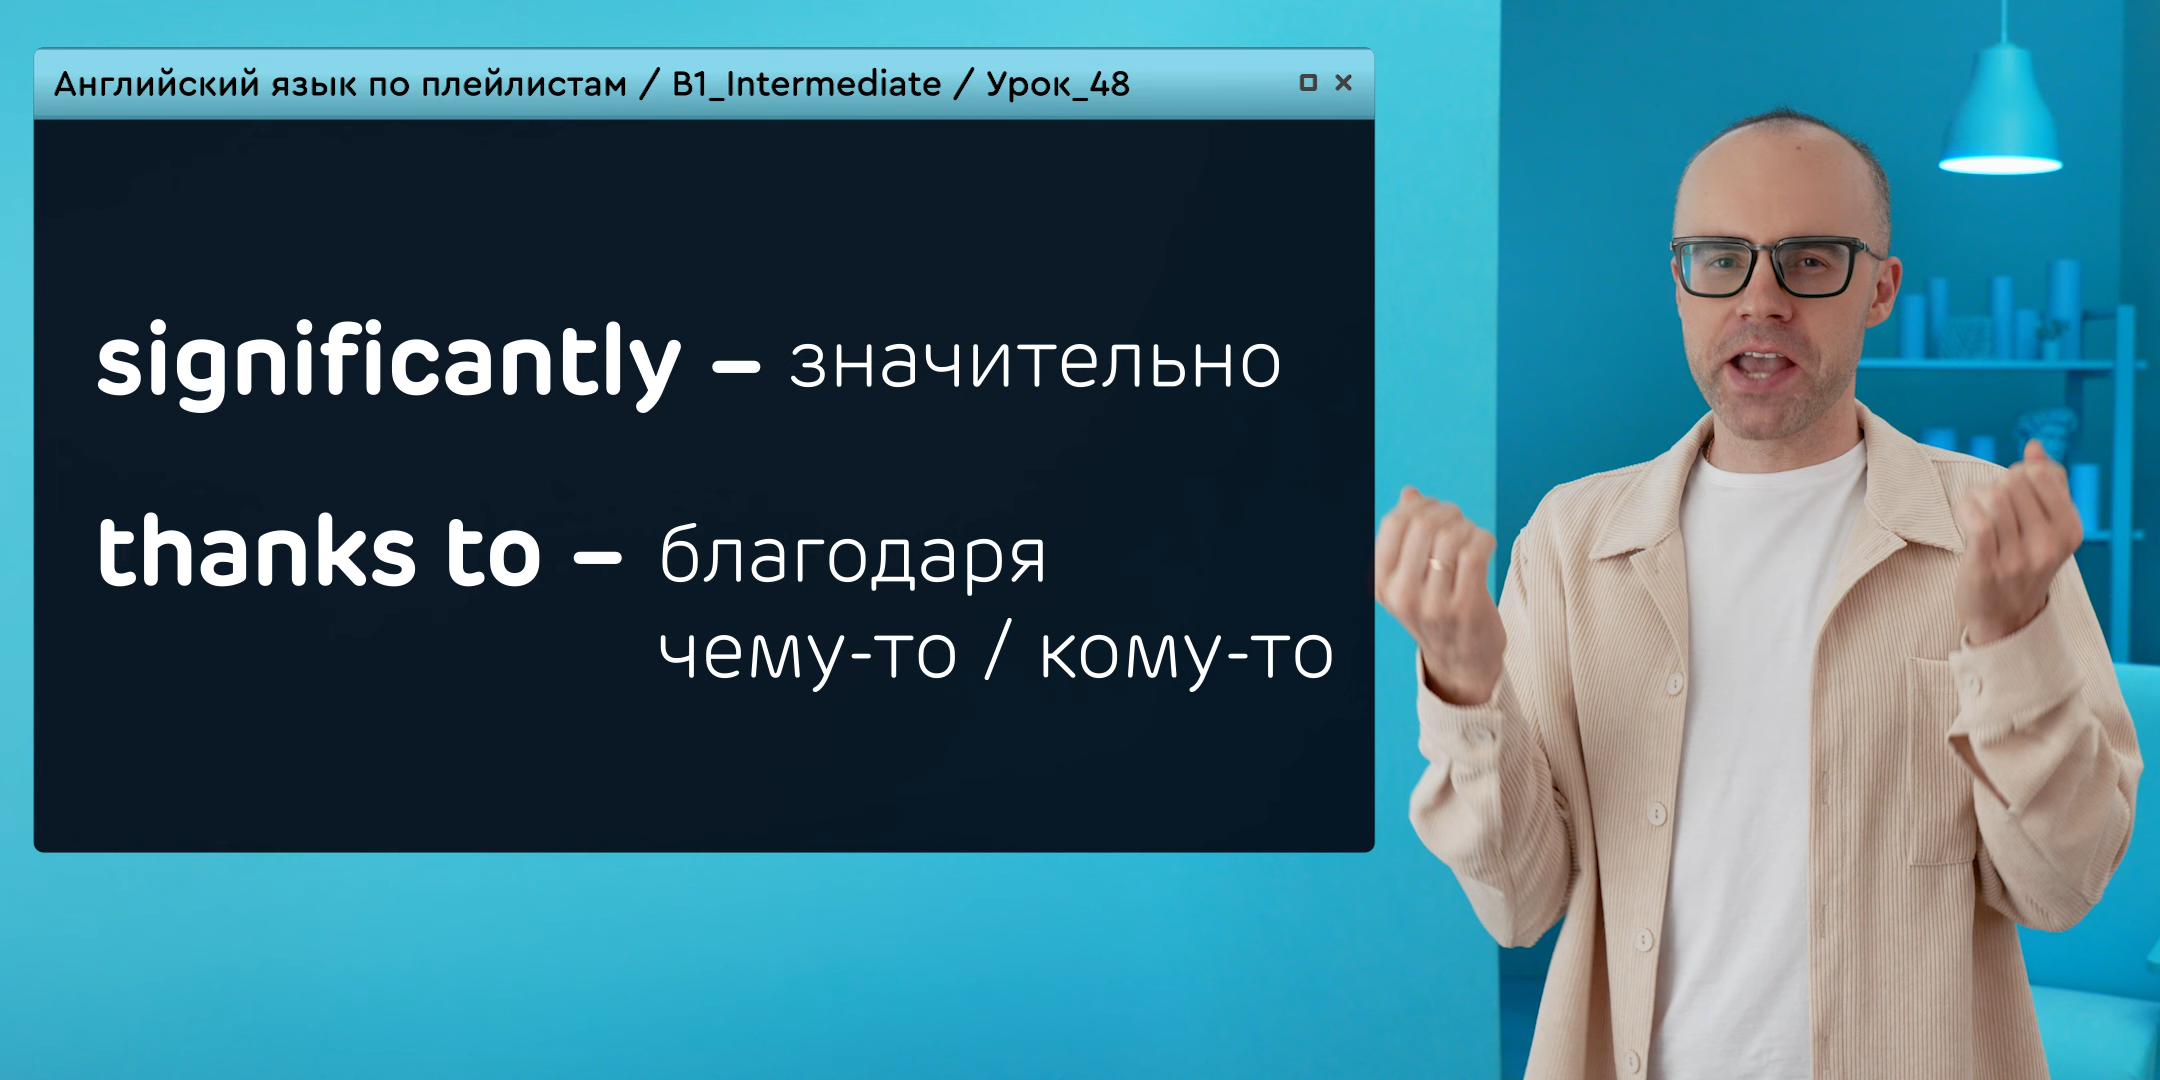 Английский язык по плейлистам / B1_Intermediate / Урок_48
significantly – значительно
thanks to – благодаря
чему-то / кому-то